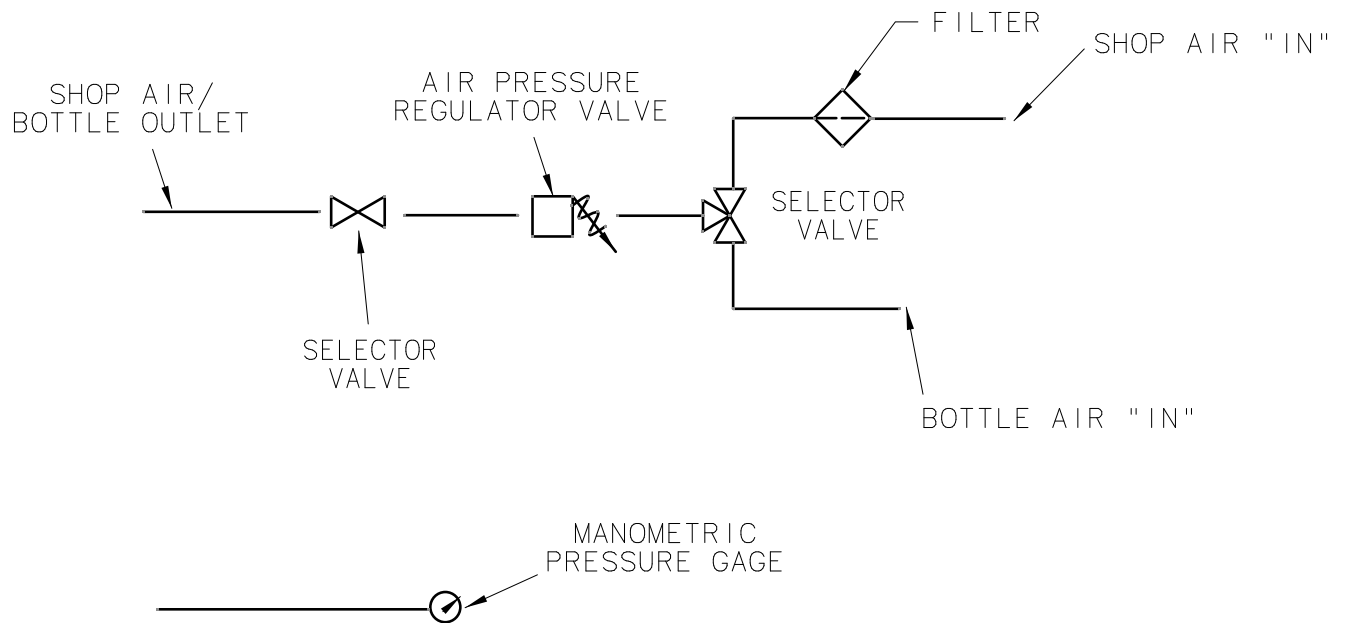 FILTER
SHOP AIR "IN"
AIR PRESSURE
REGULATOR VALVE
SHOP AIR/
BOTTLE OUTLET
SELECTOR
VALVE
SELECTOR
VALVE
BOTTLE AIR "IN"
MANOMETRIC
PRESSURE GAGE